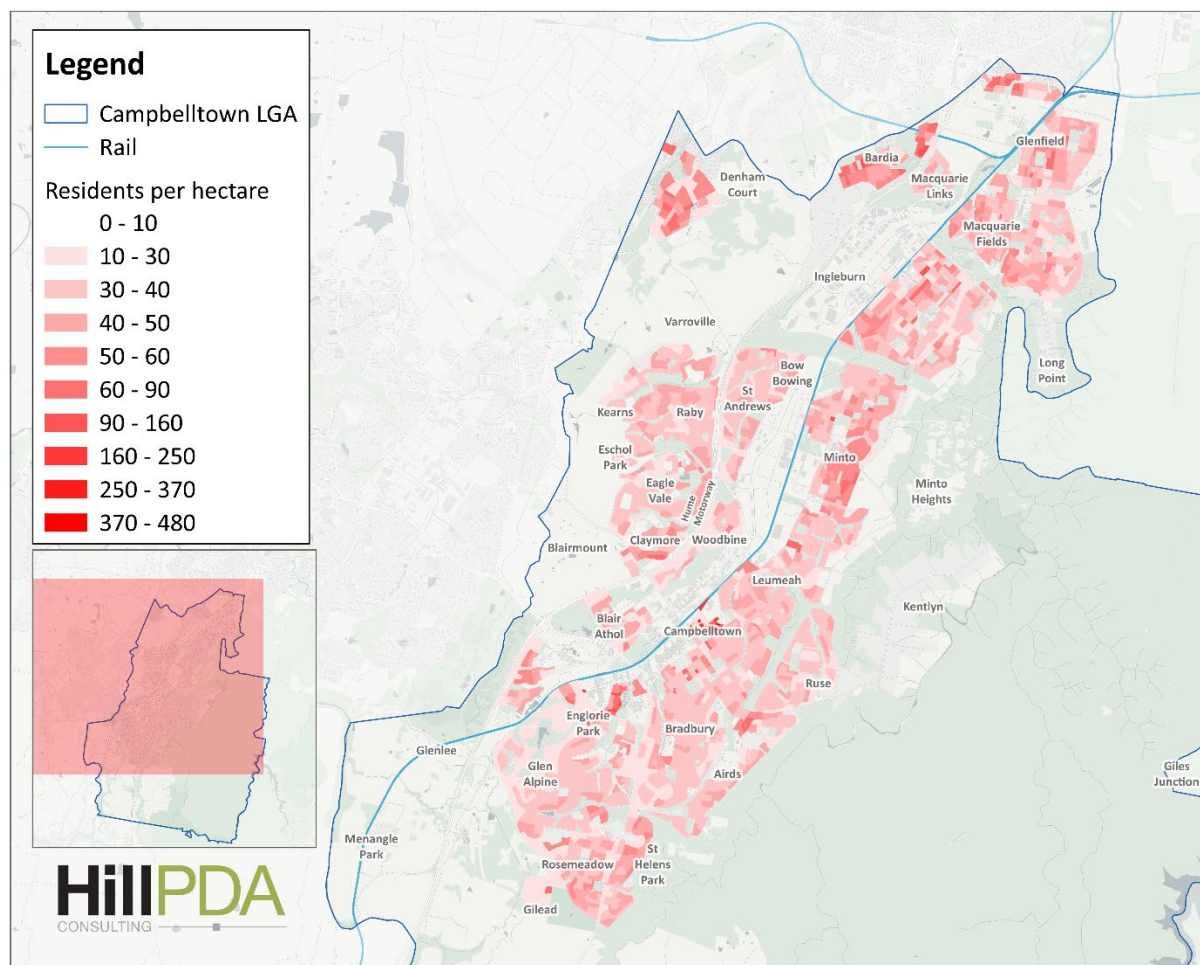 Legend
Campbelltown LGA
Rail
Residents per hectare
0 - 10
10 - 30
30 - 40
40 - 50
50 - 60
60 - 90
90 - 160
160 - 250
250 - 370
370 - 480
HillPDA
CONSULTING
Glenfield
Bardia
Macquarie
Links
Denham
Court
Macquarie
Fields
Ingleburn
Varroville
Long
Point
Bow
Bowing
St
Andrews
Kearns
Raby
Eschol
Park
Minto
Eagle
Vale
Minto
Heights
Hume
Motorway
Claymore
Woodbine
Blairmount
Leumeah
Kentlyn
Blair
Athol
Campbelltown
Ruse
Englorie
Park
Bradbury
Glenlee
Glen
Alpine
Airds
Giles
Junction
Menangle
Park
St
Helens
Park
Rosemeadow
Gilead